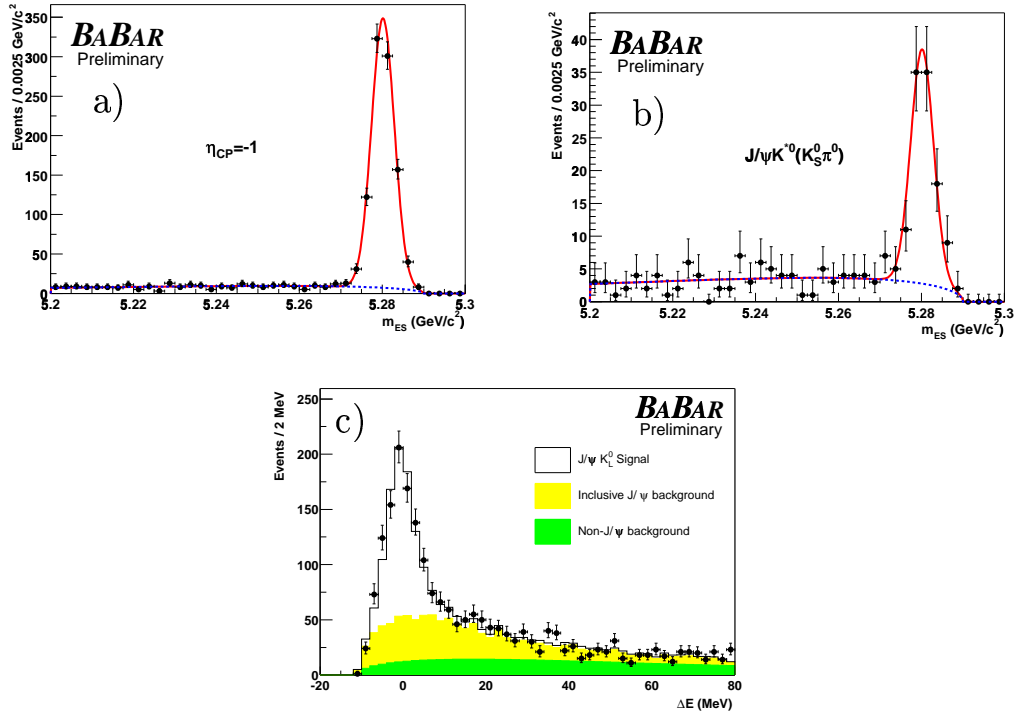 BABAR
Preliminary
a)
η_CP=-1
Events / 0.0025 GeV/c²
350
300
250
200
150
100
50
0
5.2 5.22 5.24 5.26 5.28 5.3
m_ES (GeV/c²)
BABAR
Preliminary
b)
J/ψK*⁰(K_S⁰π⁰)
Events / 0.0025 GeV/c²
40
35
30
25
20
15
10
5
0
5.2 5.22 5.24 5.26 5.28 5.3
m_ES (GeV/c²)
c)
BABAR
Preliminary
J/ψ K_L⁰ Signal
Inclusive J/ψ background
Non-J/ψ background
Events / 2 MeV
250
200
150
100
50
0
-20 0 20 40 60 80
ΔE (MeV)